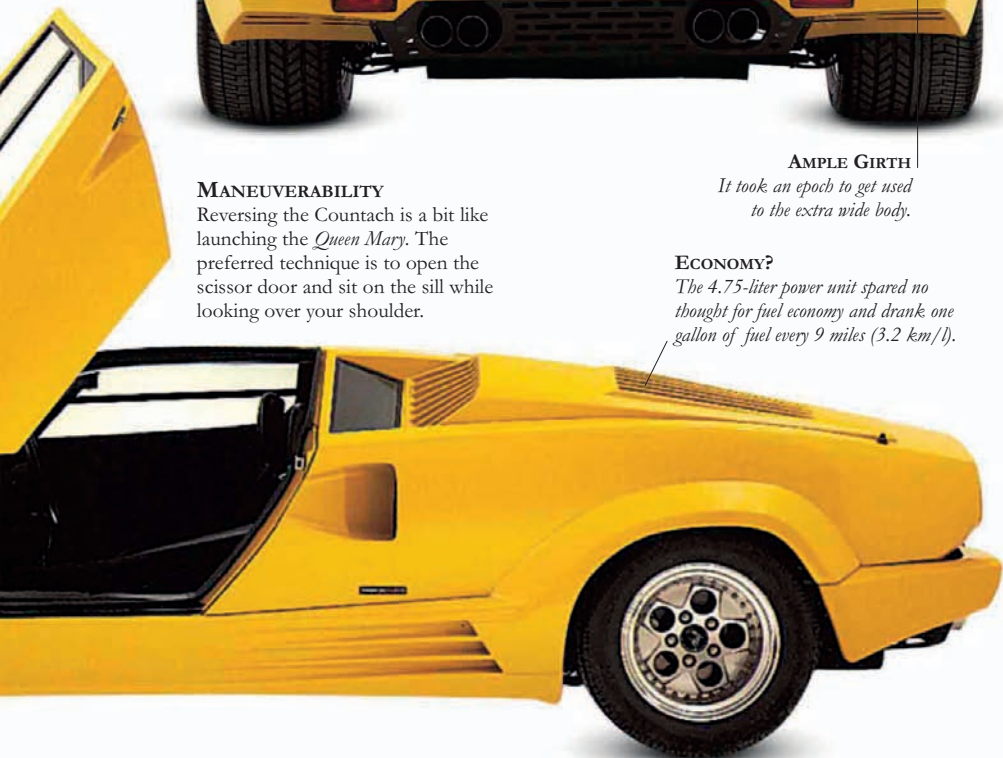 AMPLE GIRTH
It took an epoch to get used
to the extra wide body.
MANEUVERABILITY
Reversing the Countach is a bit like
launching the Queen Mary. The
preferred technique is to open the
scissor door and sit on the sill while
looking over your shoulder.
ECONOMY?
The 4.75-liter power unit spared no
thought for fuel economy and drank one
gallon of fuel every 9 miles (3.2 km/l).